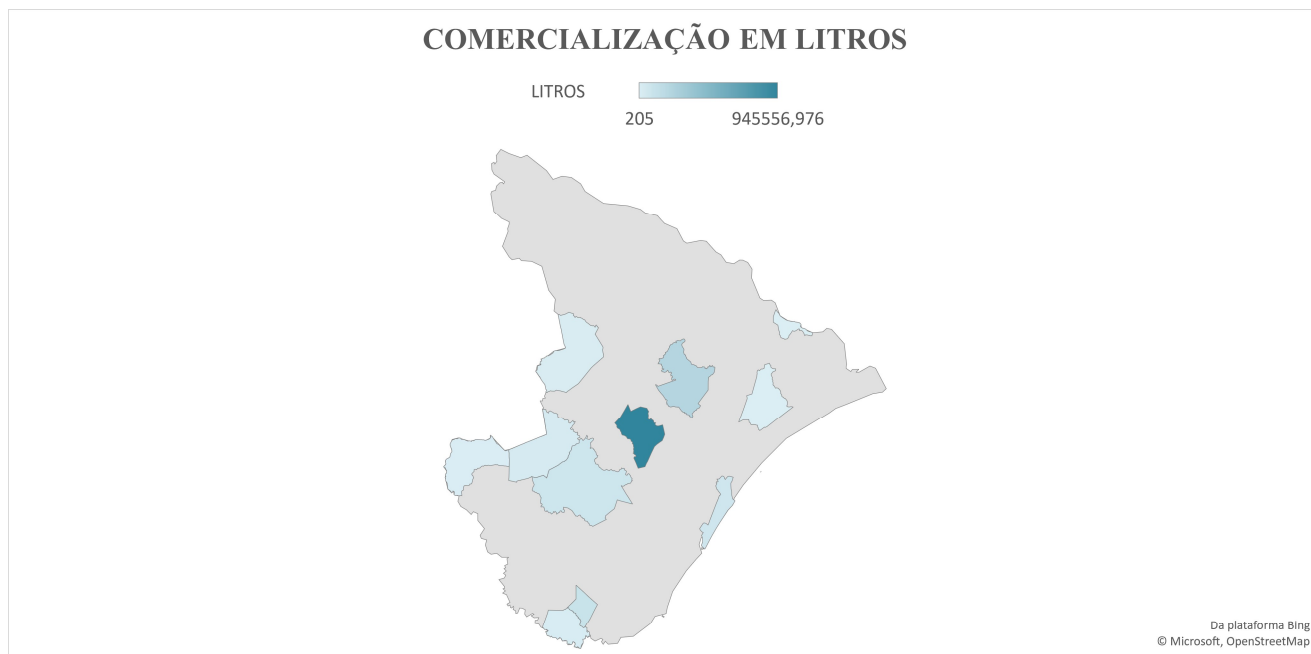 COMERCIALIZAÇÃO EM LITROS
LITROS
205 945556,976
Da plataforma Bing
© Microsoft, OpenStreetMap